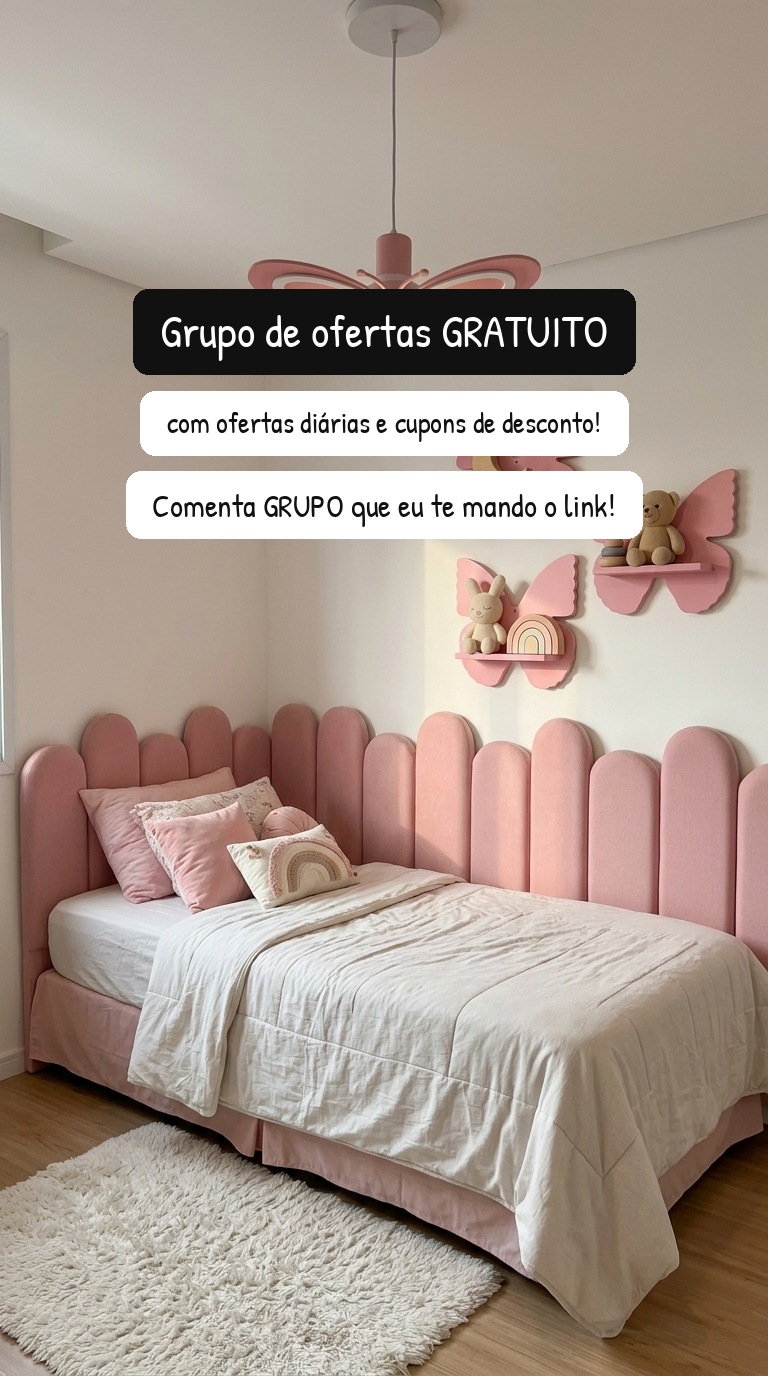 Grupo de ofertas GRATUITO
com ofertas diárias e cupons de desconto!
Comenta GRUPO que eu te mando o link!